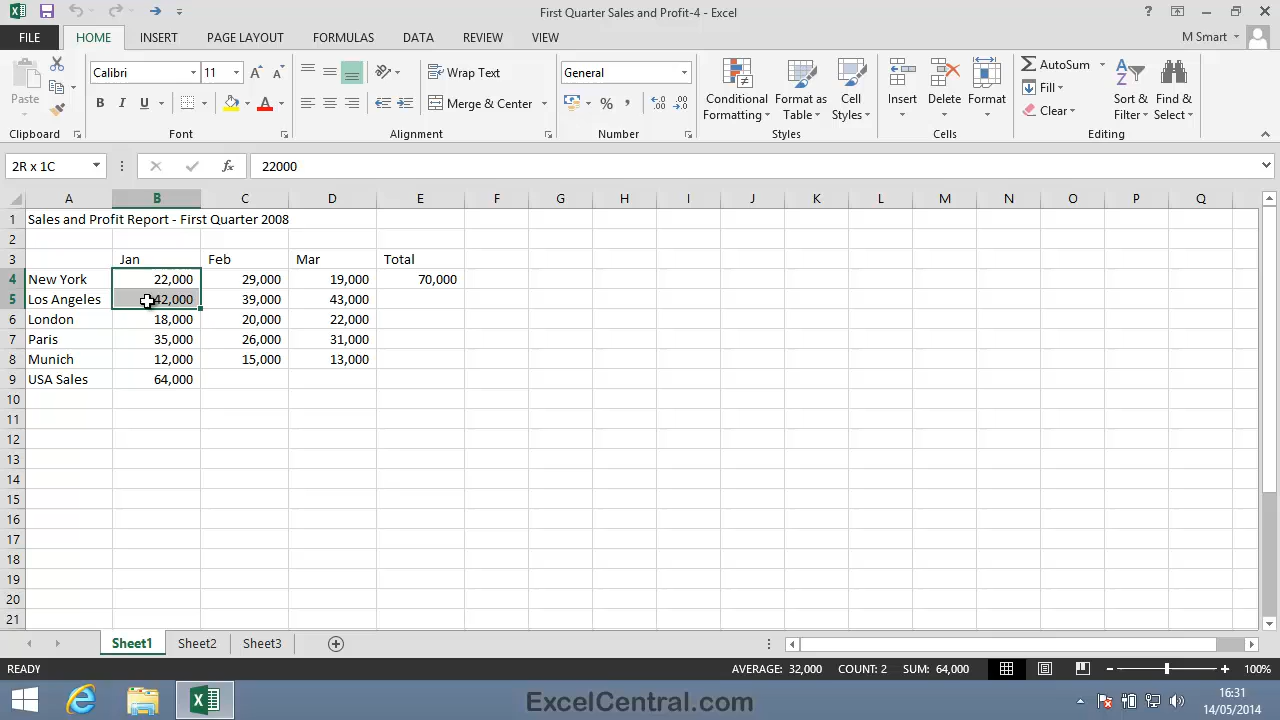 First Quarter Sales and Profit-4 - Excel
FILE HOME INSERT PAGE LAYOUT FORMULAS DATA REVIEW VIEW M Smart
Paste Calibri 11 B I U Wrap Text Merge & Center General % , Conditional Formatting Format as Table Cell Styles Insert Delete Format AutoSum Fill Clear Sort & Filter Find & Select
Clipboard Font Alignment Number Styles Cells Editing
2R x 1C fx 22000
A B C D E F G H I J K L M N O P Q
1 Sales and Profit Report - First Quarter 2008
2
3 Jan Feb Mar Total
4 New York 22,000 29,000 19,000 70,000
5 Los Angeles 42,000 39,000 43,000
6 London 18,000 20,000 22,000
7 Paris 35,000 26,000 31,000
8 Munich 12,000 15,000 13,000
9 USA Sales 64,000
10
11
12
13
14
15
16
17
18
19
20
21
Sheet1 Sheet2 Sheet3
READY AVERAGE: 32,000 COUNT: 2 SUM: 64,000 100%
ExcelCentral.com 16:31
14/05/2014